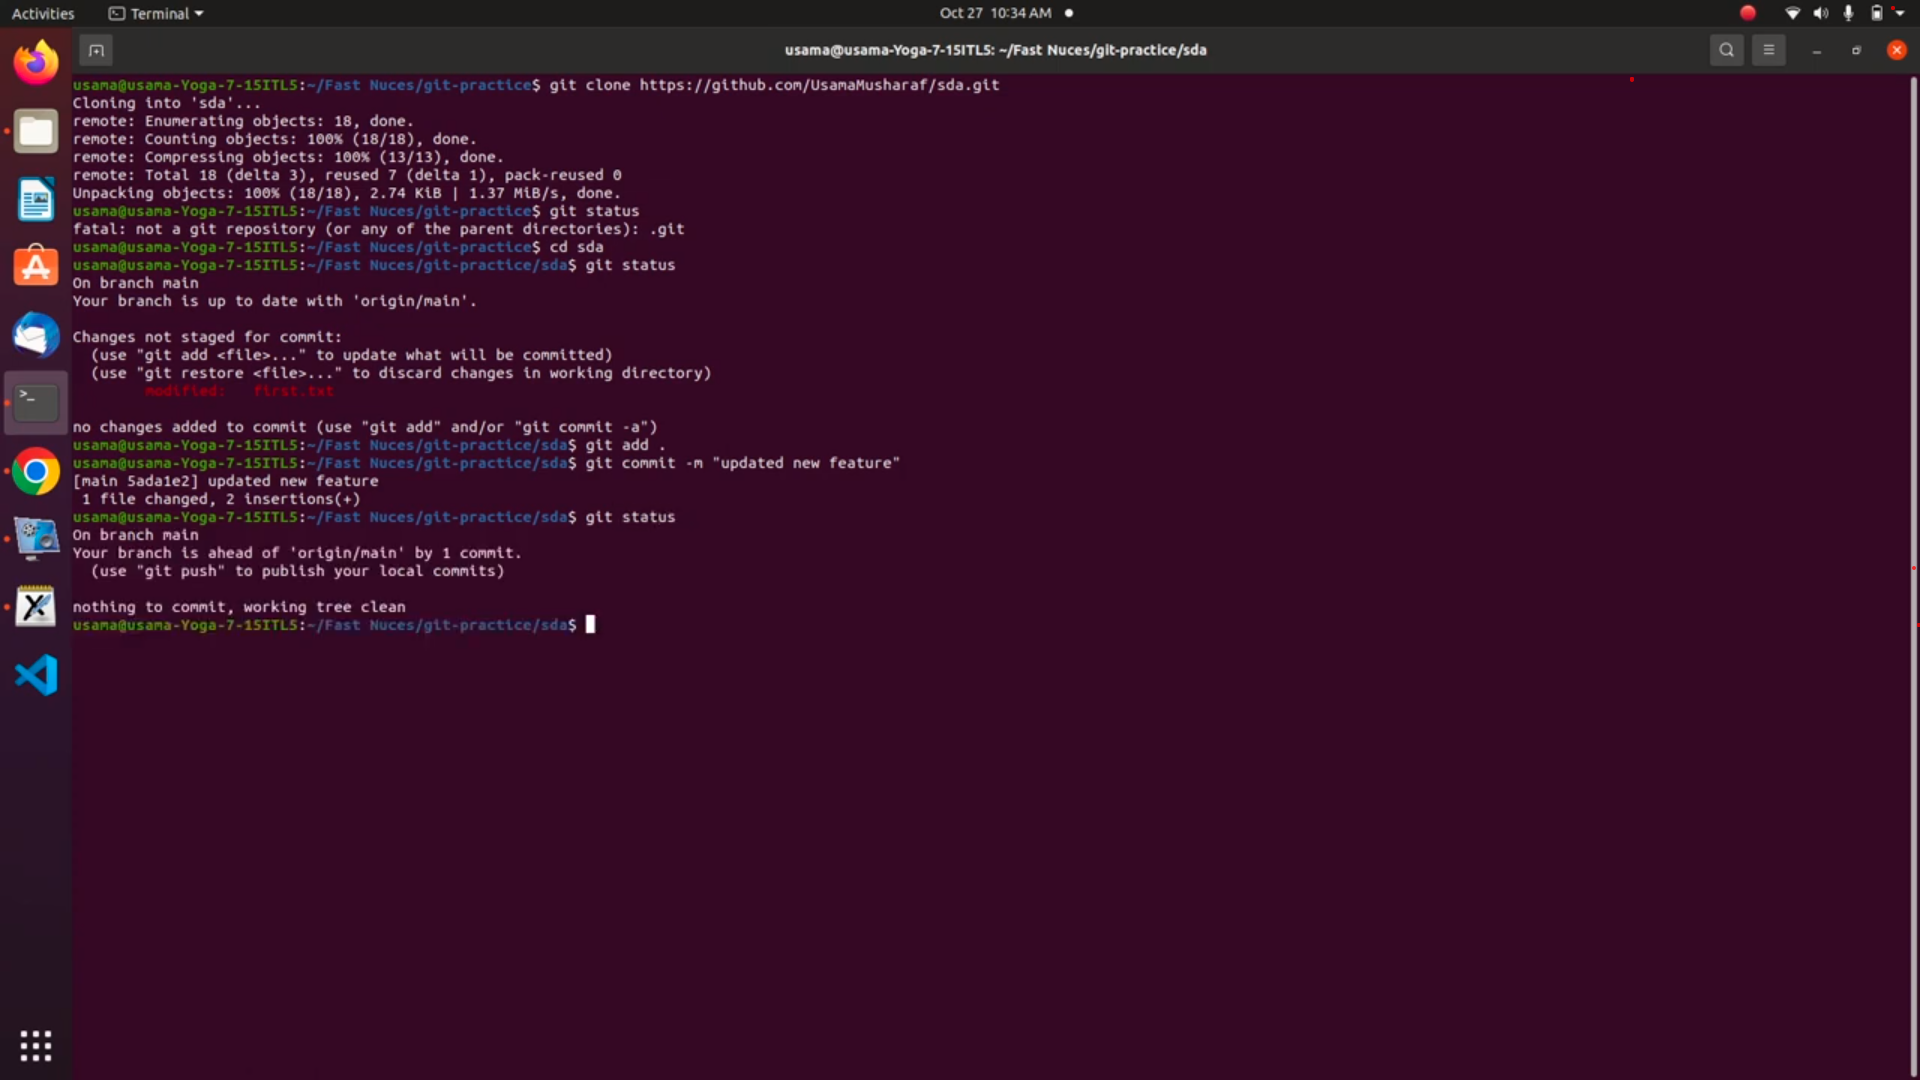 Activities
Terminal
Oct 27 10:34 AM
usama@usama-Yoga-7-15ITL5: ~/Fast Nuces/git-practice/sda
usama@usama-Yoga-7-15ITL5:~/Fast Nuces/git-practice$ git clone https://github.com/UsamaMusharaf/sda.git
Cloning into 'sda'...
remote: Enumerating objects: 18, done.
remote: Counting objects: 100% (18/18), done.
remote: Compressing objects: 100% (13/13), done.
remote: Total 18 (delta 3), reused 7 (delta 1), pack-reused 0
Unpacking objects: 100% (18/18), 2.74 KiB | 1.37 MiB/s, done.
usama@usama-Yoga-7-15ITL5:~/Fast Nuces/git-practice$ git status
fatal: not a git repository (or any of the parent directories): .git
usama@usama-Yoga-7-15ITL5:~/Fast Nuces/git-practice$ cd sda
usama@usama-Yoga-7-15ITL5:~/Fast Nuces/git-practice/sda$ git status
On branch main
Your branch is up to date with 'origin/main'.
Changes not staged for commit:
(use "git add <file>..." to update what will be committed)
(use "git restore <file>..." to discard changes in working directory)
modified: first.txt
no changes added to commit (use "git add" and/or "git commit -a")
usama@usama-Yoga-7-15ITL5:~/Fast Nuces/git-practice/sda$ git add .
usama@usama-Yoga-7-15ITL5:~/Fast Nuces/git-practice/sda$ git commit -m "updated new feature"
[main 5ada1e2] updated new feature
1 file changed, 2 insertions(+)
usama@usama-Yoga-7-15ITL5:~/Fast Nuces/git-practice/sda$ git status
On branch main
Your branch is ahead of 'origin/main' by 1 commit.
(use "git push" to publish your local commits)
nothing to commit, working tree clean
usama@usama-Yoga-7-15ITL5:~/Fast Nuces/git-practice/sda$